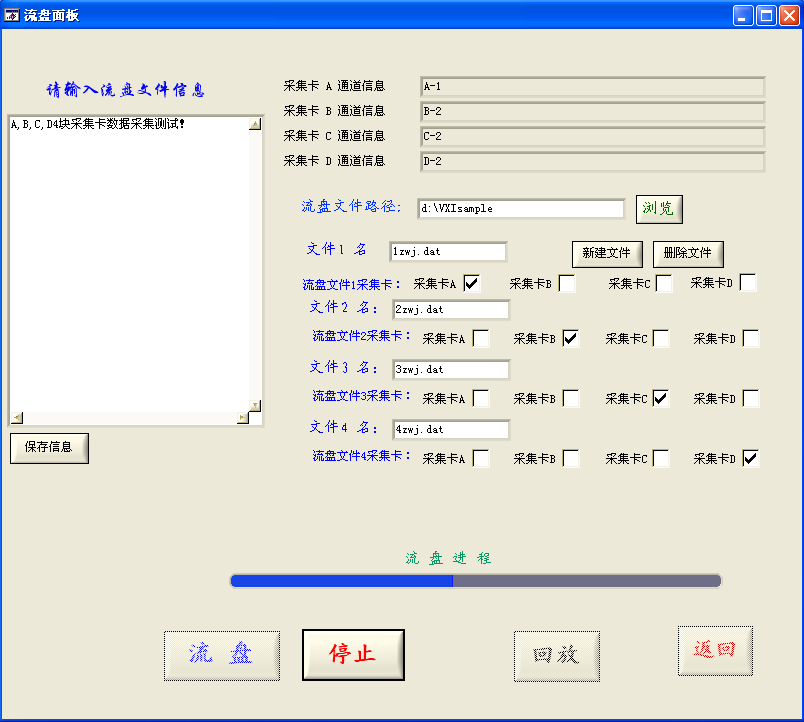 流盘面板
请输入流盘文件信息
A,B,C,D4块采集卡数据采集测试!
保存信息
采集卡 A 通道信息 A-1
采集卡 B 通道信息 B-2
采集卡 C 通道信息 C-2
采集卡 D 通道信息 D-2
流盘文件路径: d:\VXIsample 浏览
文件1 名 1zwj.dat 新建文件 删除文件
流盘文件1采集卡: 采集卡A 采集卡B 采集卡C 采集卡D
文件2 名: 2zwj.dat
流盘文件2采集卡: 采集卡A 采集卡B 采集卡C 采集卡D
文件3 名: 3zwj.dat
流盘文件3采集卡: 采集卡A 采集卡B 采集卡C 采集卡D
文件4 名: 4zwj.dat
流盘文件4采集卡: 采集卡A 采集卡B 采集卡C 采集卡D
流 盘 进 程
流 盘 停止 回放 返回